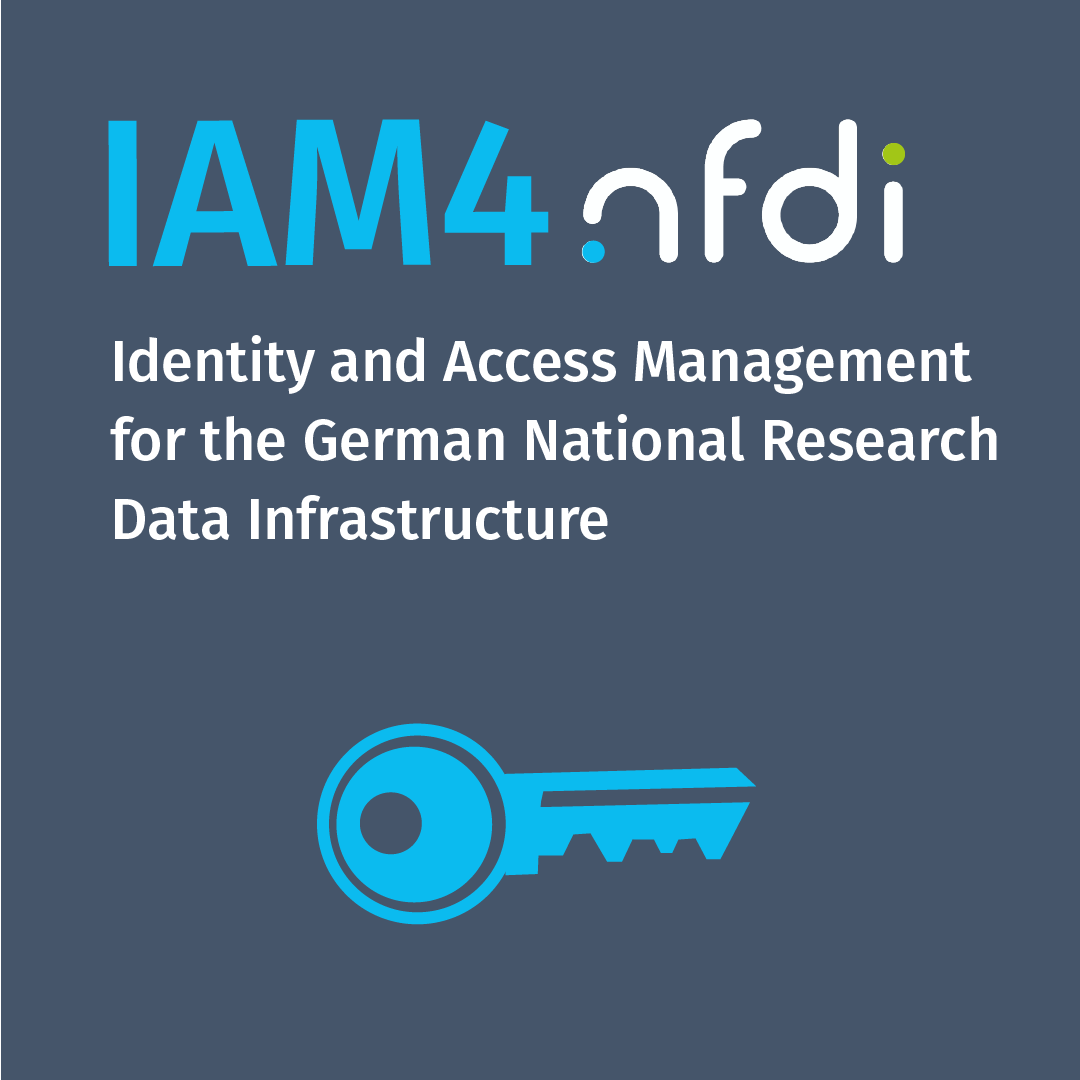 IAM4nfdi
Identity and Access Management
for the German National Research
Data Infrastructure